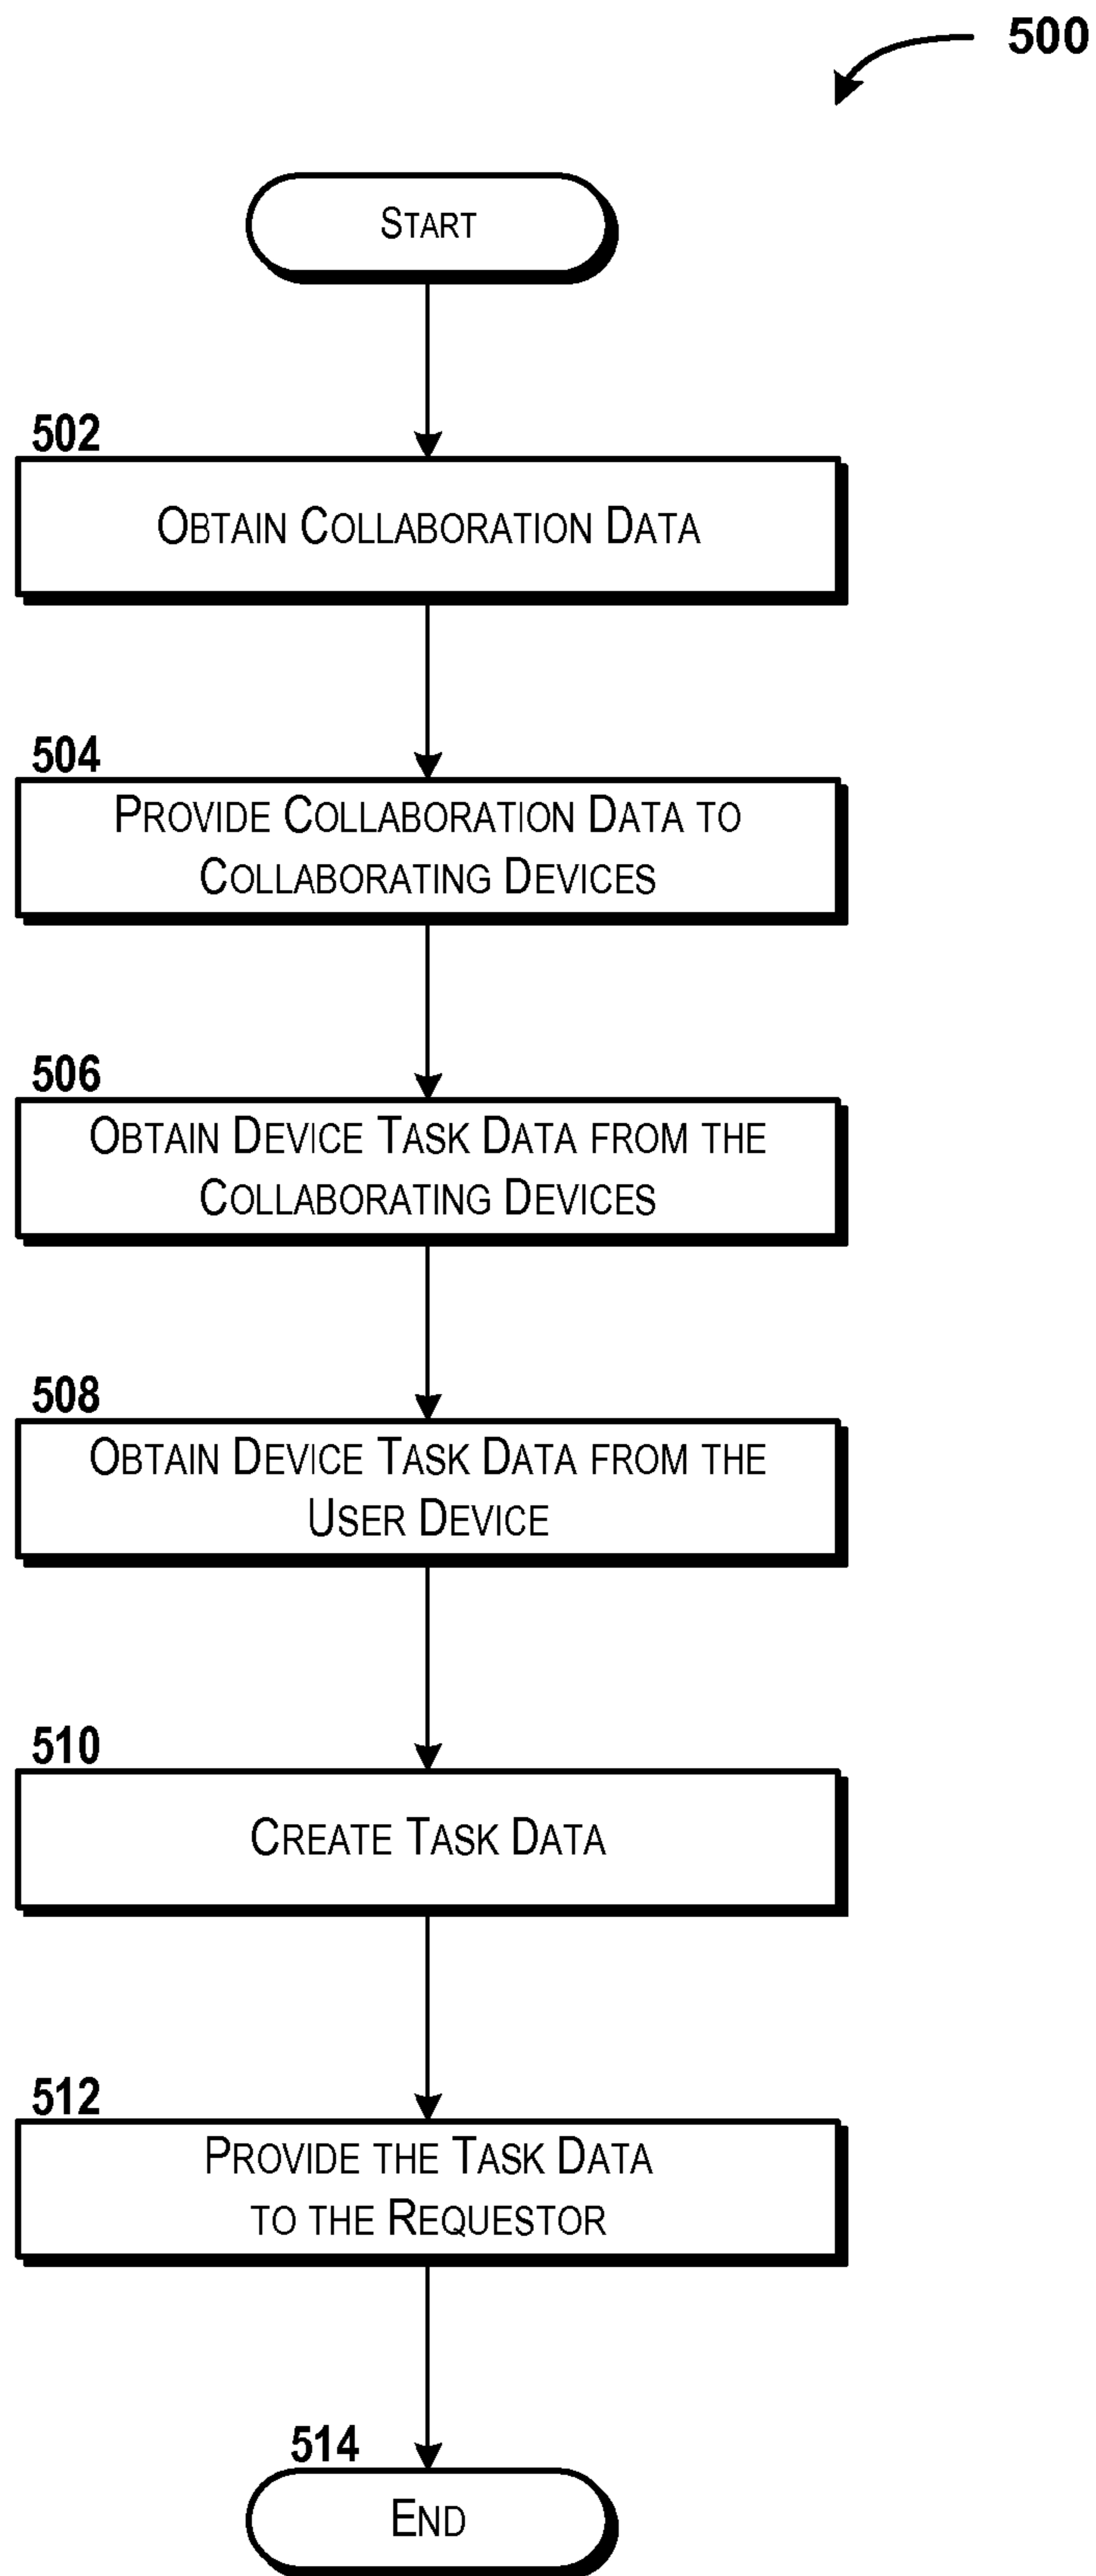 500
START
502
OBTAIN COLLABORATION DATA
504
PROVIDE COLLABORATION DATA TO
COLLABORATING DEVICES
506
OBTAIN DEVICE TASK DATA FROM THE
COLLABORATING DEVICES
508
OBTAIN DEVICE TASK DATA FROM THE
USER DEVICE
510
CREATE TASK DATA
512
PROVIDE THE TASK DATA
TO THE REQUESTOR
514
END